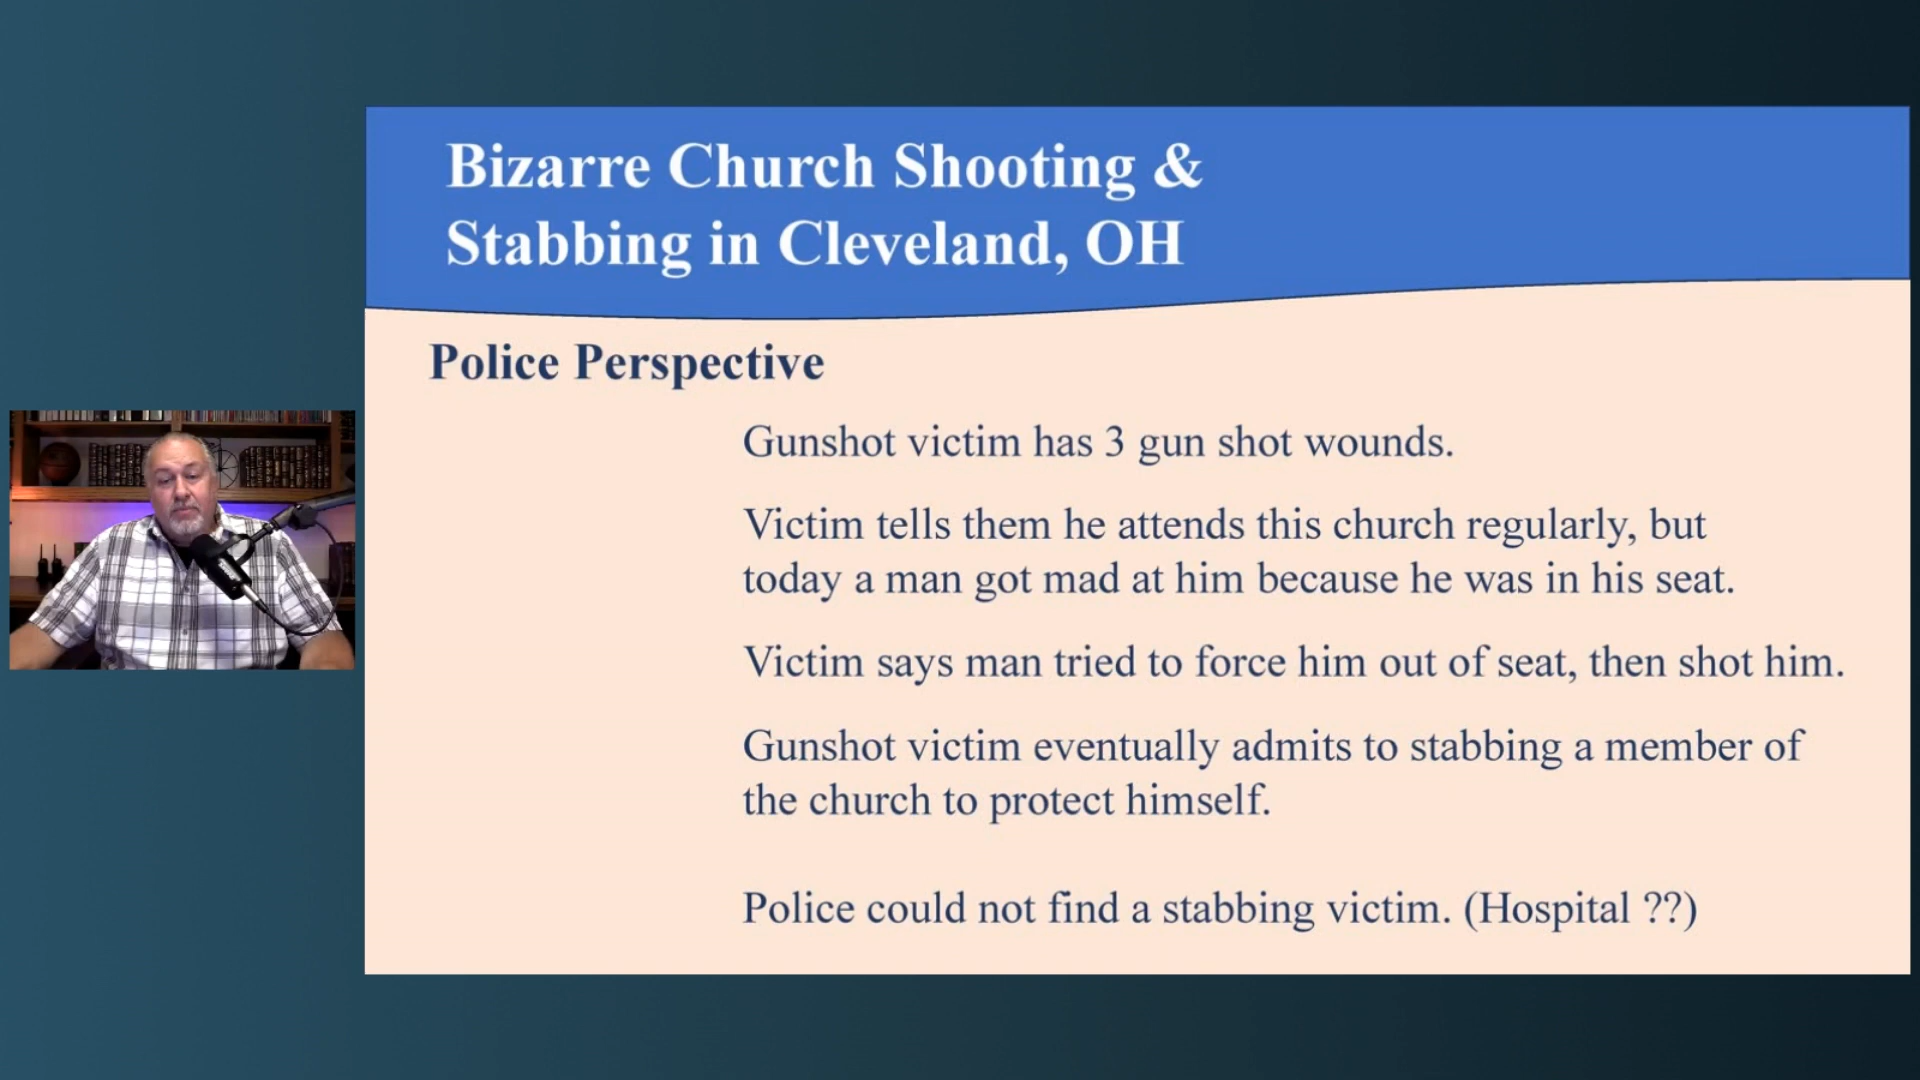 Bizarre Church Shooting &
Stabbing in Cleveland, OH
Police Perspective
Gunshot victim has 3 gun shot wounds.
Victim tells them he attends this church regularly, but
today a man got mad at him because he was in his seat.
Victim says man tried to force him out of seat, then shot him.
Gunshot victim eventually admits to stabbing a member of
the church to protect himself.
Police could not find a stabbing victim. (Hospital ??)